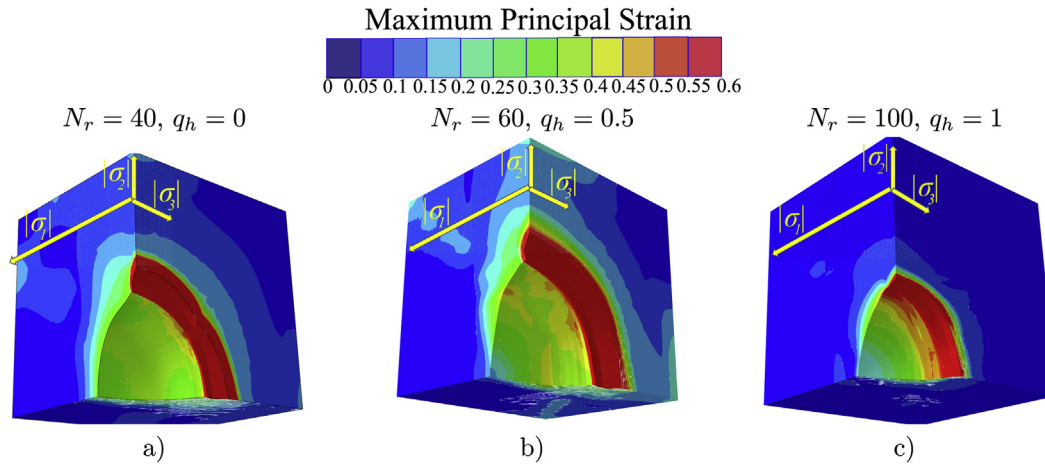 Maximum Principal Strain
0 0.05 0.1 0.15 0.2 0.25 0.3 0.35 0.4 0.45 0.5 0.55 0.6
N_r = 40, q_h = 0
N_r = 60, q_h = 0.5
N_r = 100, q_h = 1
|σ_2|
|σ_3|
|σ_1|
|σ_2|
|σ_3|
|σ_1|
|σ_2|
|σ_3|
|σ_1|
a)
b)
c)